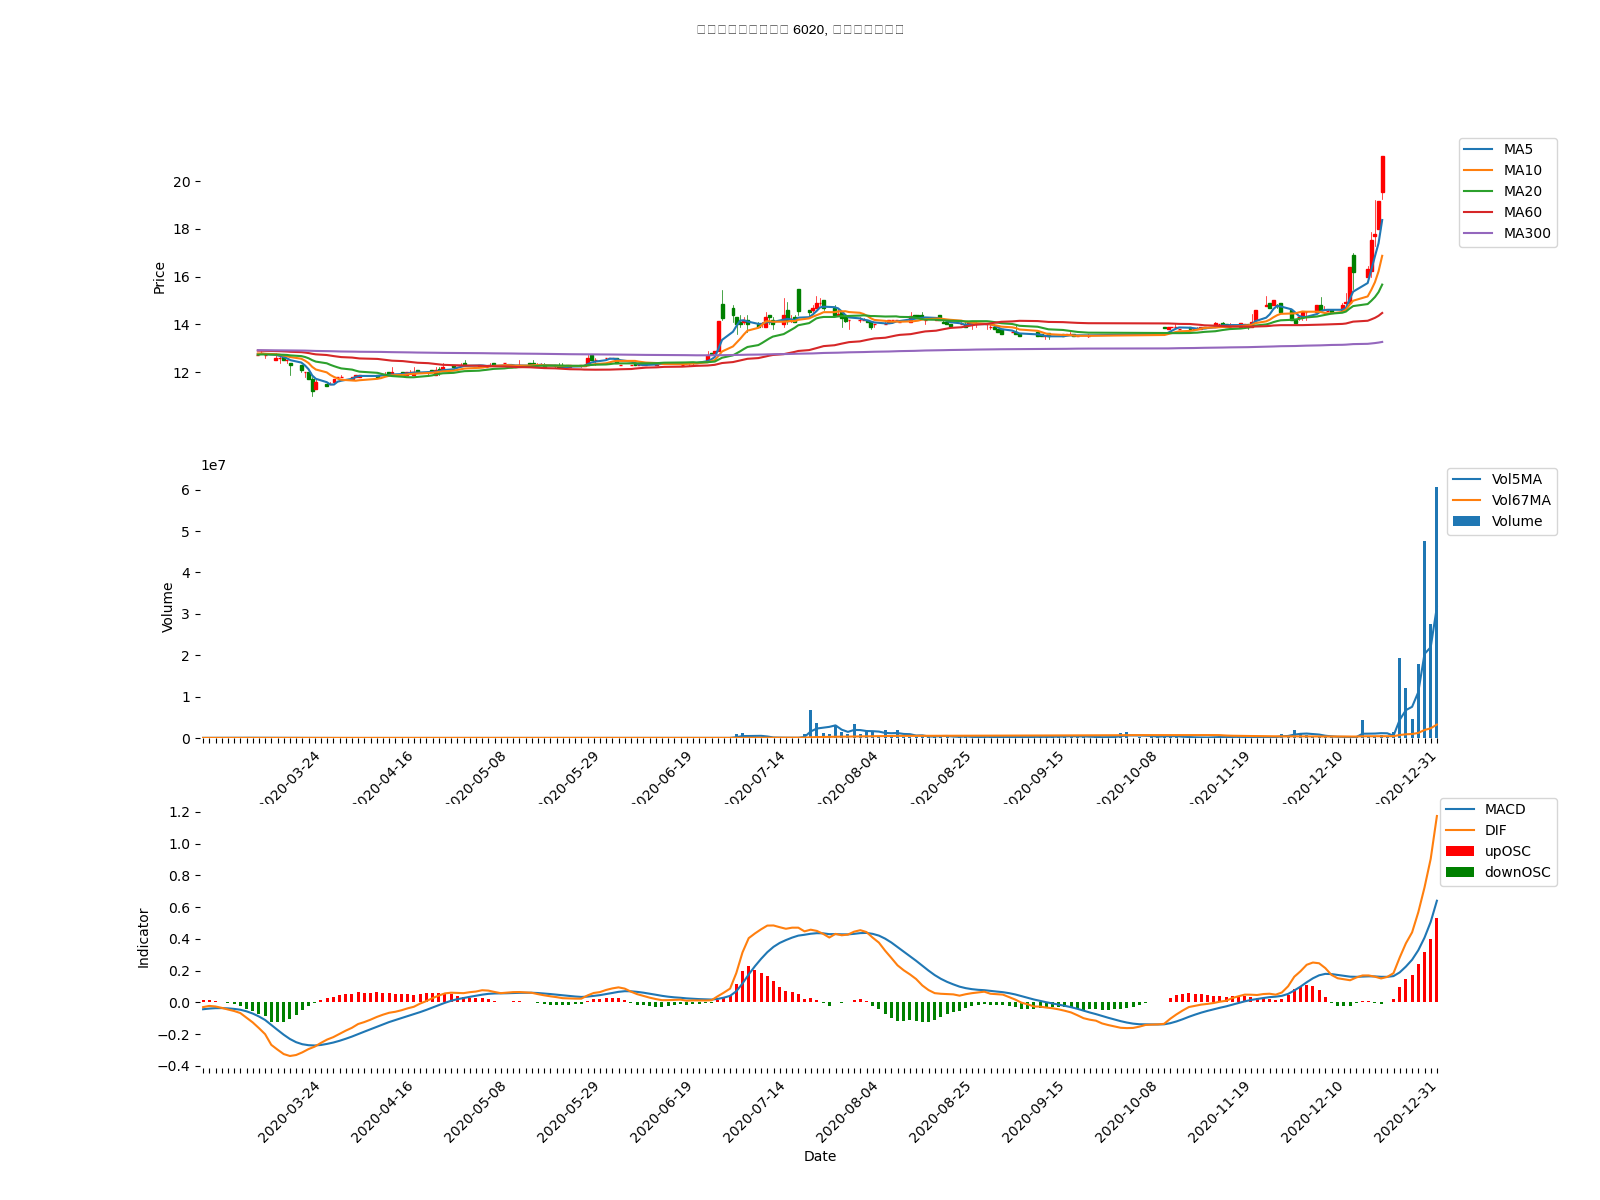 6020,
MA5
MA10
MA20
MA60
MA300
20
18
16
14
12
Price
1e7
Vol5MA
Vol67MA
Volume
6
5
4
3
2
1
0
Volume
2020-03-24 2020-04-16 2020-05-08 2020-05-29 2020-06-19 2020-07-14 2020-08-04 2020-08-25 2020-09-15 2020-10-08 2020-11-19 2020-12-10 2020-12-31
MACD
DIF
upOSC
downOSC
1.2
1.0
0.8
0.6
0.4
0.2
0.0
−0.2
−0.4
Indicator
2020-03-24 2020-04-16 2020-05-08 2020-05-29 2020-06-19 2020-07-14 2020-08-04 2020-08-25 2020-09-15 2020-10-08 2020-11-19 2020-12-10 2020-12-31
Date